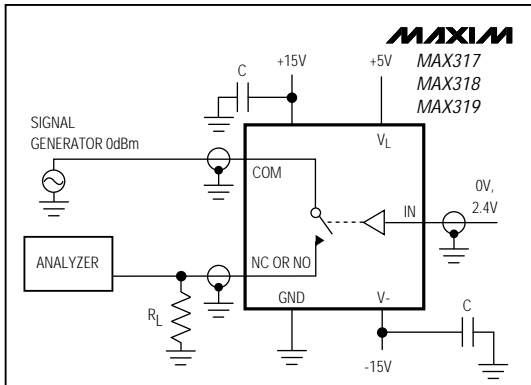 MAXIM
MAX317
MAX318
MAX319
+15V
+5V
C
VL
SIGNAL
GENERATOR 0dBm
COM
0V,
2.4V
IN
ANALYZER
NC OR NO
RL
GND
V-
C
-15V